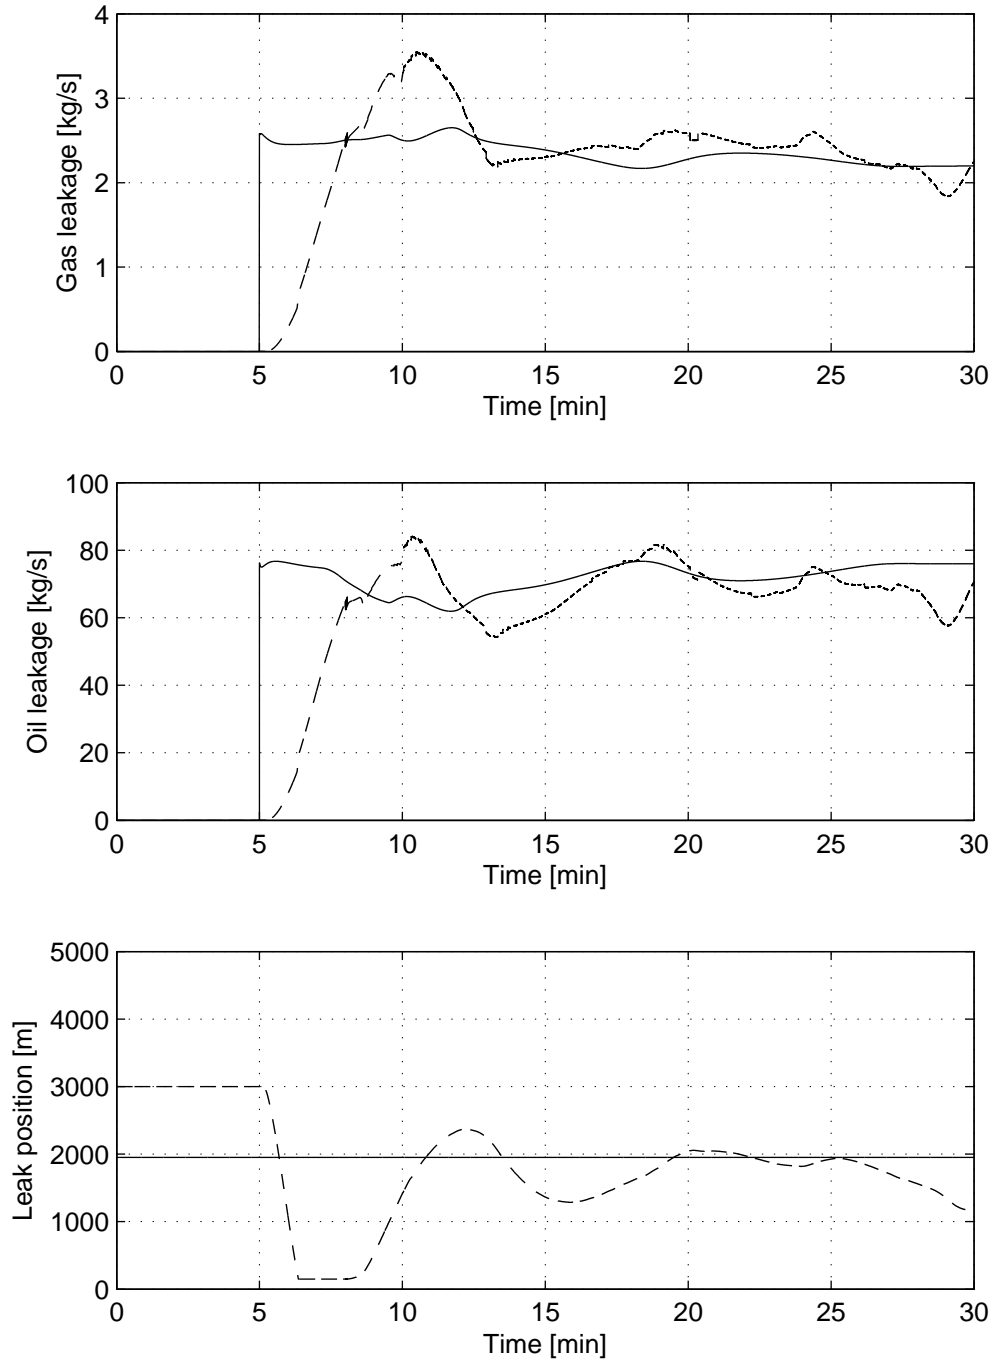 4
3
2
1
0
Gas leakage [kg/s]
0 5 10 15 20 25 30
Time [min]
100
80
60
40
20
0
Oil leakage [kg/s]
0 5 10 15 20 25 30
Time [min]
5000
4000
3000
2000
1000
0
Leak position [m]
0 5 10 15 20 25 30
Time [min]